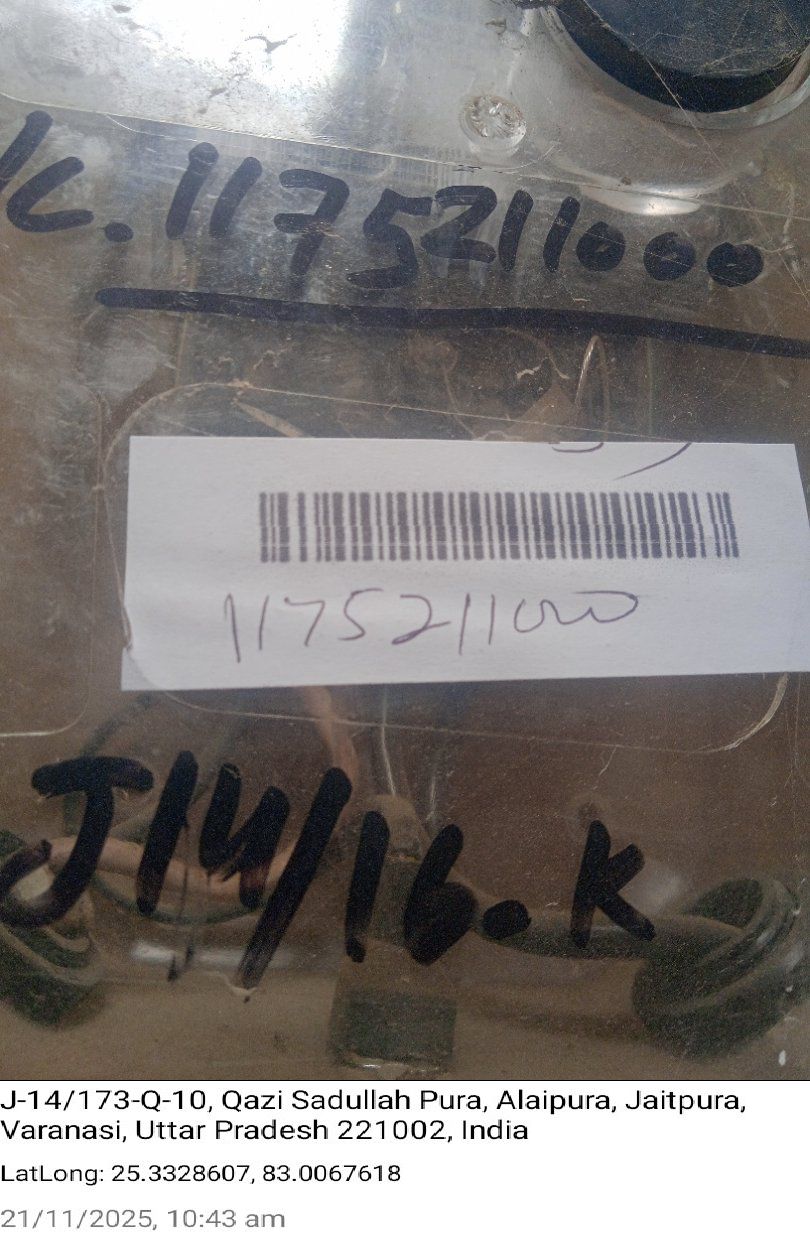 /c. 1175211000
1175211000
J14/16.K
J-14/173-Q-10, Qazi Sadullah Pura, Alaipura, Jaitpura,
Varanasi, Uttar Pradesh 221002, India
LatLong: 25.3328607, 83.0067618
21/11/2025, 10:43 am